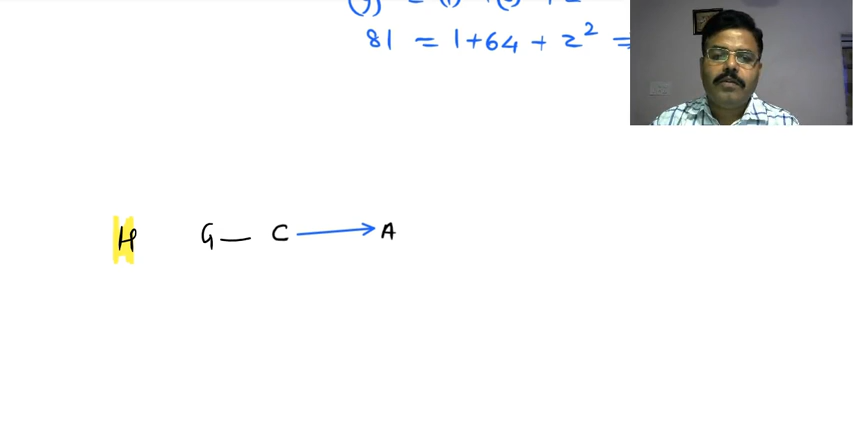 81 = 1+64 + z² =
H G — C → A